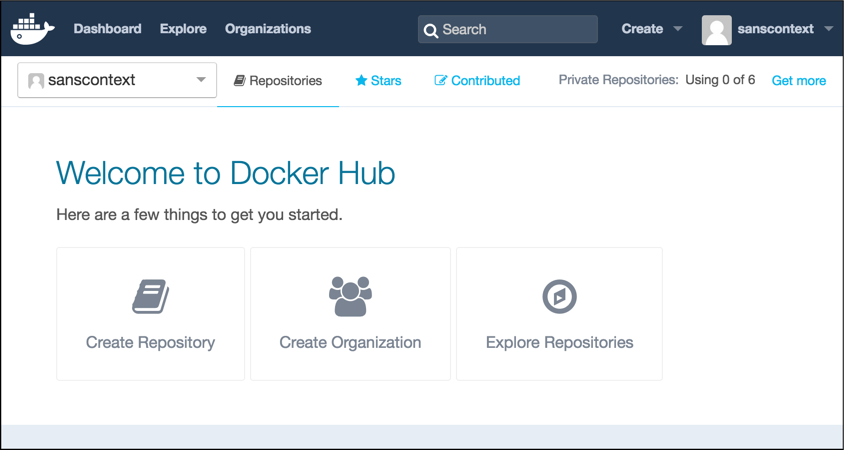 Dashboard Explore Organizations Search Create sanscontext
sanscontext Repositories Stars Contributed Private Repositories: Using 0 of 6 Get more
Welcome to Docker Hub
Here are a few things to get you started.
Create Repository Create Organization Explore Repositories